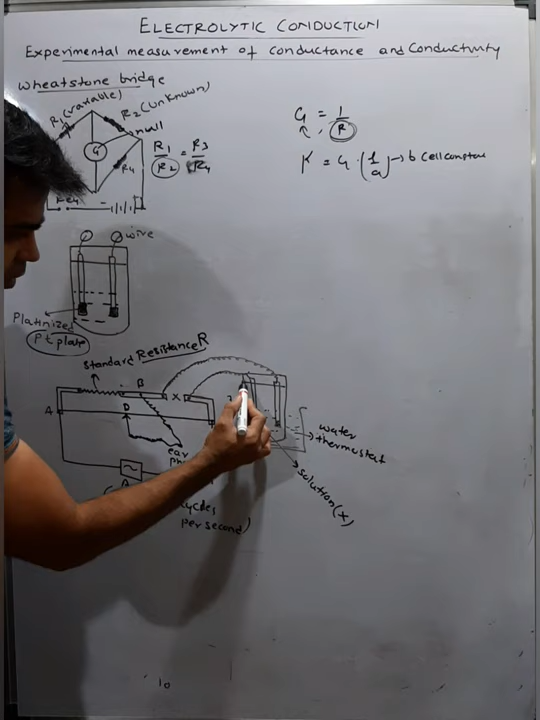 ELECTROLYTIC CONDUCTION
Experimental measurement of conductance and Conductivity
Wheatstone bridge
R1 (variable)
R2 (Unknown)
null
G
R4
R1/R2 = R3/R4
G = 1/R
K = G · (l/a) → b Cell constant
wire
Platinized
Pt plate
Standard Resistance R
A
B
X
D
ear
water
thermostat
solution (X)
cycles
per second)
10